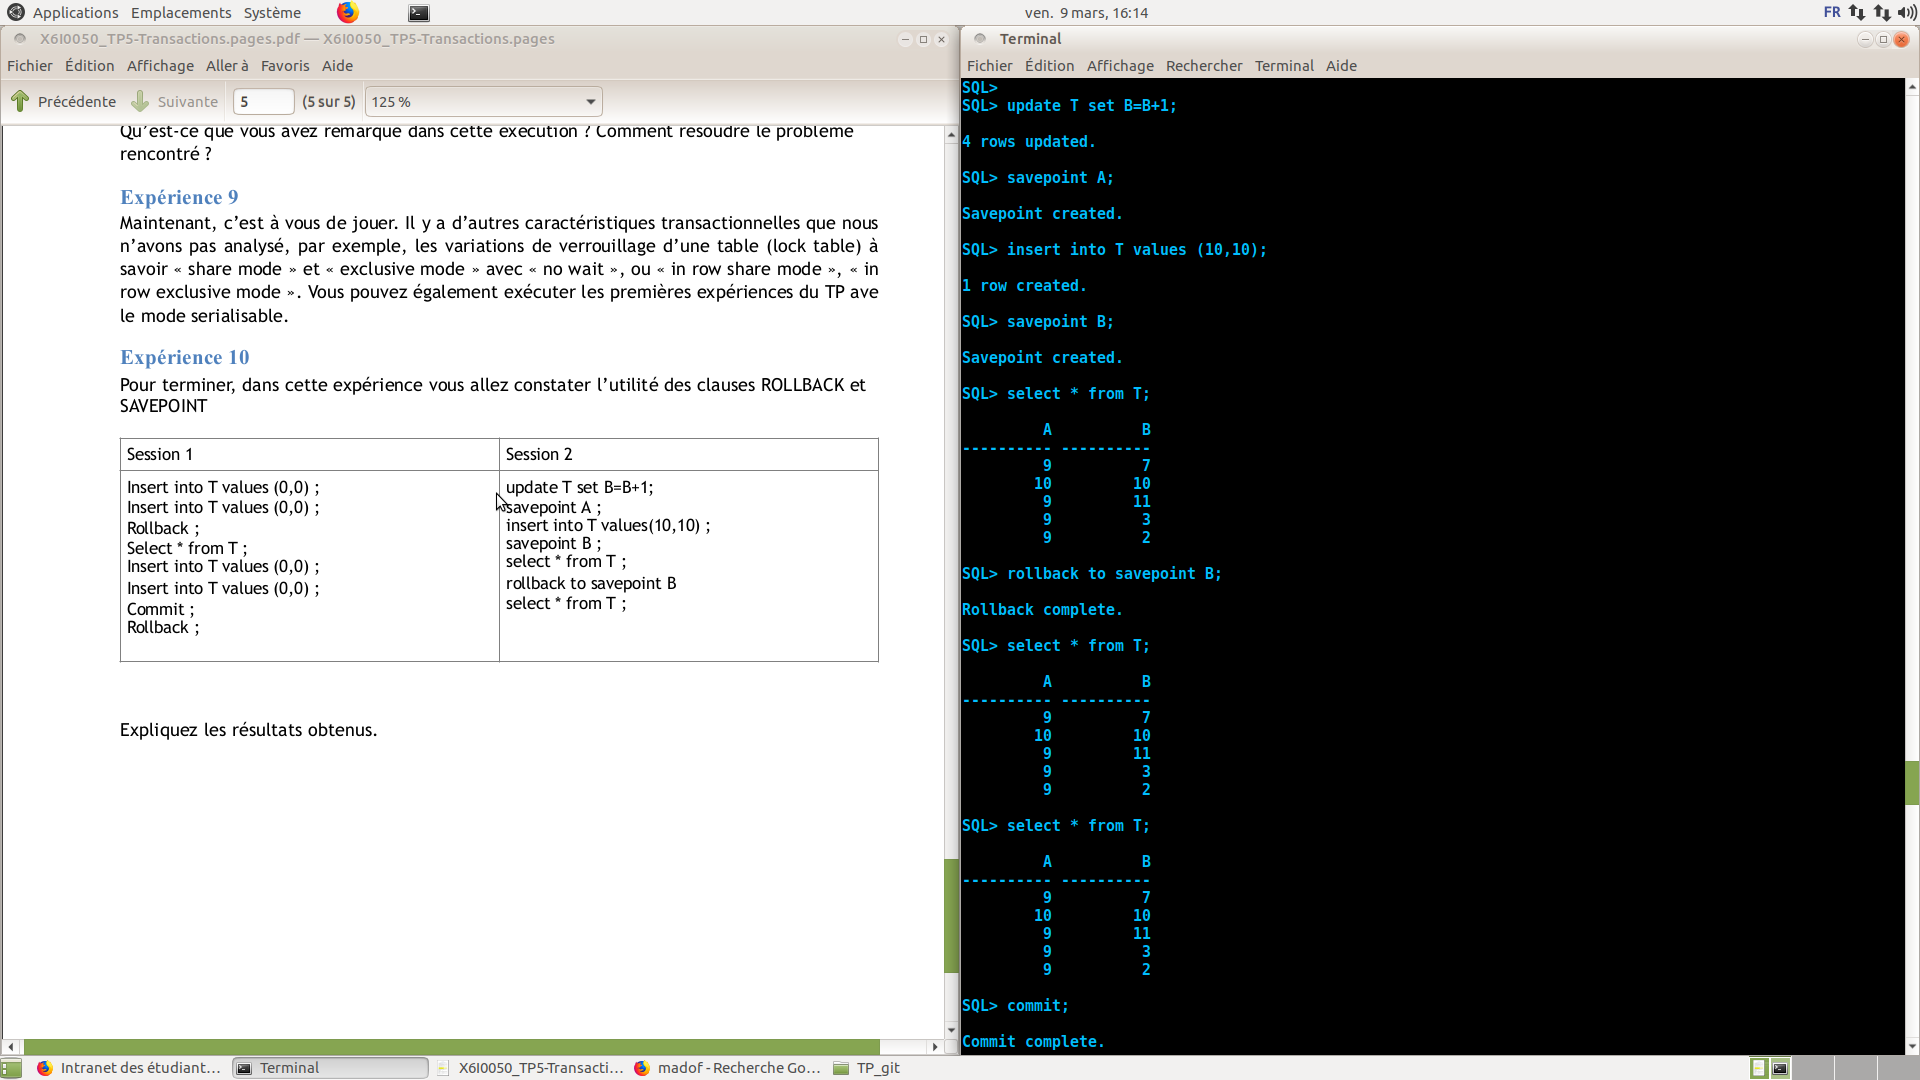 Applications Emplacements Système
ven. 9 mars, 16:14
FR
X6I0050_TP5-Transactions.pages.pdf — X6I0050_TP5-Transactions.pages
Fichier Édition Affichage Aller à Favoris Aide
Précédente Suivante 5 (5 sur 5) 125 %
Qu’est-ce que vous avez remarqué dans cette exécution ? Comment résoudre le problème
rencontré ?
Expérience 9
Maintenant, c’est à vous de jouer. Il y a d’autres caractéristiques transactionnelles que nous
n’avons pas analysé, par exemple, les variations de verrouillage d’une table (lock table) à
savoir « share mode » et « exclusive mode » avec « no wait », ou « in row share mode », « in
row exclusive mode ». Vous pouvez également exécuter les premières expériences du TP ave
le mode serialisable.
Expérience 10
Pour terminer, dans cette expérience vous allez constater l’utilité des clauses ROLLBACK et
SAVEPOINT
Session 1
Insert into T values (0,0) ;
Insert into T values (0,0) ;
Rollback ;
Select * from T ;
Insert into T values (0,0) ;
Insert into T values (0,0) ;
Commit ;
Rollback ;
Session 2
update T set B=B+1;
savepoint A ;
insert into T values(10,10) ;
savepoint B ;
select * from T ;
rollback to savepoint B
select * from T ;
Expliquez les résultats obtenus.
Terminal
Fichier Édition Affichage Rechercher Terminal Aide
SQL>
SQL> update T set B=B+1;
4 rows updated.
SQL> savepoint A;
Savepoint created.
SQL> insert into T values (10,10);
1 row created.
SQL> savepoint B;
Savepoint created.
SQL> select * from T;
A B
---------- ----------
9 7
10 10
9 11
9 3
9 2
SQL> rollback to savepoint B;
Rollback complete.
SQL> select * from T;
A B
---------- ----------
9 7
10 10
9 11
9 3
9 2
SQL> select * from T;
A B
---------- ----------
9 7
10 10
9 11
9 3
9 2
SQL> commit;
Commit complete.
Intranet des étudiant... Terminal X6I0050_TP5-Transacti... madof - Recherche Go... TP_git